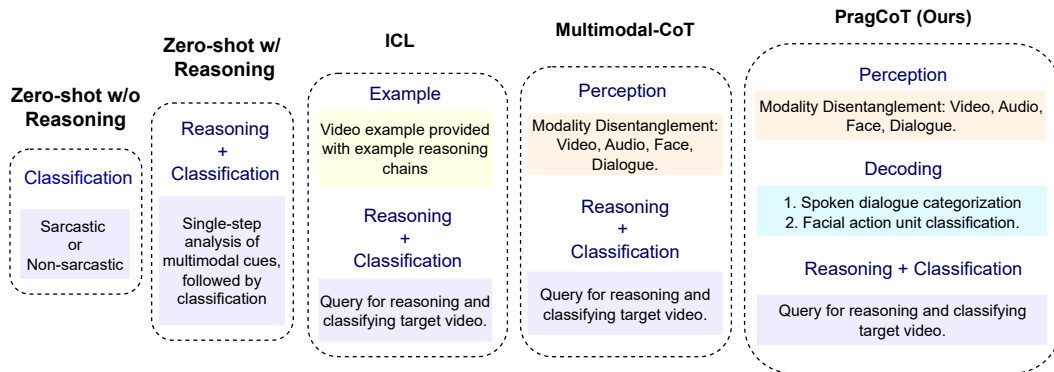 Zero-shot w/o
Reasoning
Classification
Sarcastic
or
Non-sarcastic
Zero-shot w/
Reasoning
Reasoning
+
Classification
Single-step
analysis of
multimodal cues,
followed by
classification
ICL
Example
Video example provided
with example reasoning
chains
Reasoning
+
Classification
Query for reasoning and
classifying target video.
Multimodal-CoT
Perception
Modality Disentanglement:
Video, Audio, Face,
Dialogue.
Reasoning
+
Classification
Query for reasoning and
classifying target video.
PragCoT (Ours)
Perception
Modality Disentanglement: Video, Audio,
Face, Dialogue.
Decoding
1. Spoken dialogue categorization
2. Facial action unit classification.
Reasoning + Classification
Query for reasoning and classifying
target video.